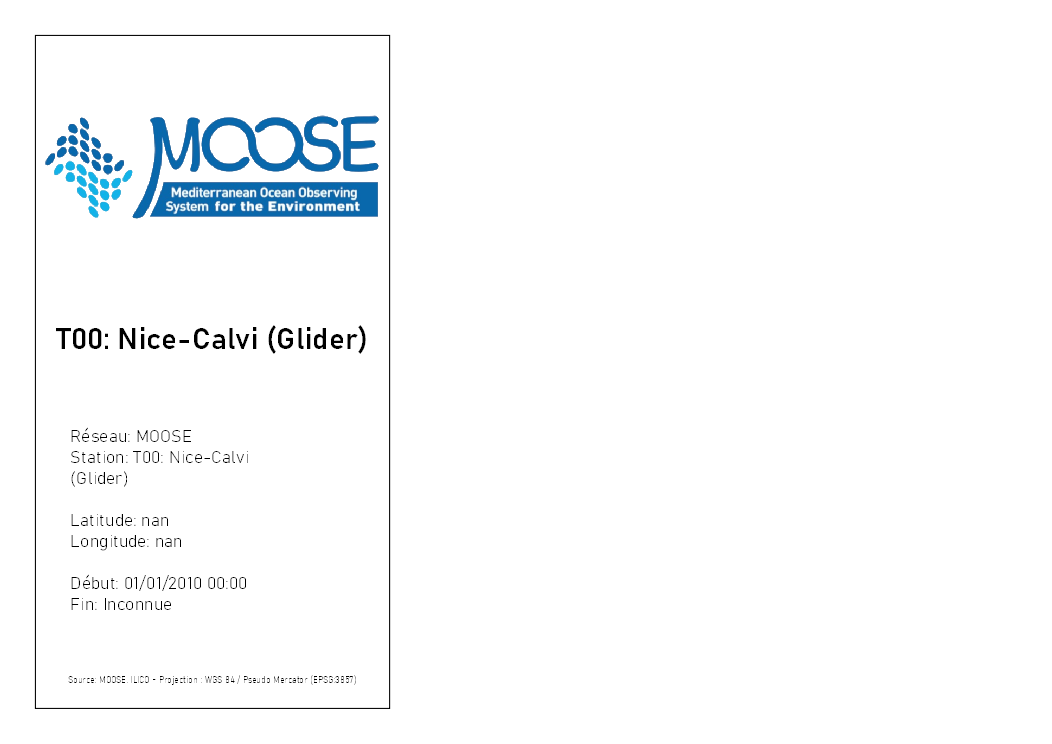 MOOSE
Mediterranean Ocean Observing
System for the Environment
T00: Nice-Calvi (Glider)
Réseau: MOOSE
Station: T00: Nice-Calvi
(Glider)
Latitude: nan
Longitude: nan
Début: 01/01/2010 00:00
Fin: Inconnue
Source: MOOSE, ILICO - Projection : WGS 84 / Pseudo Mercator (EPSG:3857)